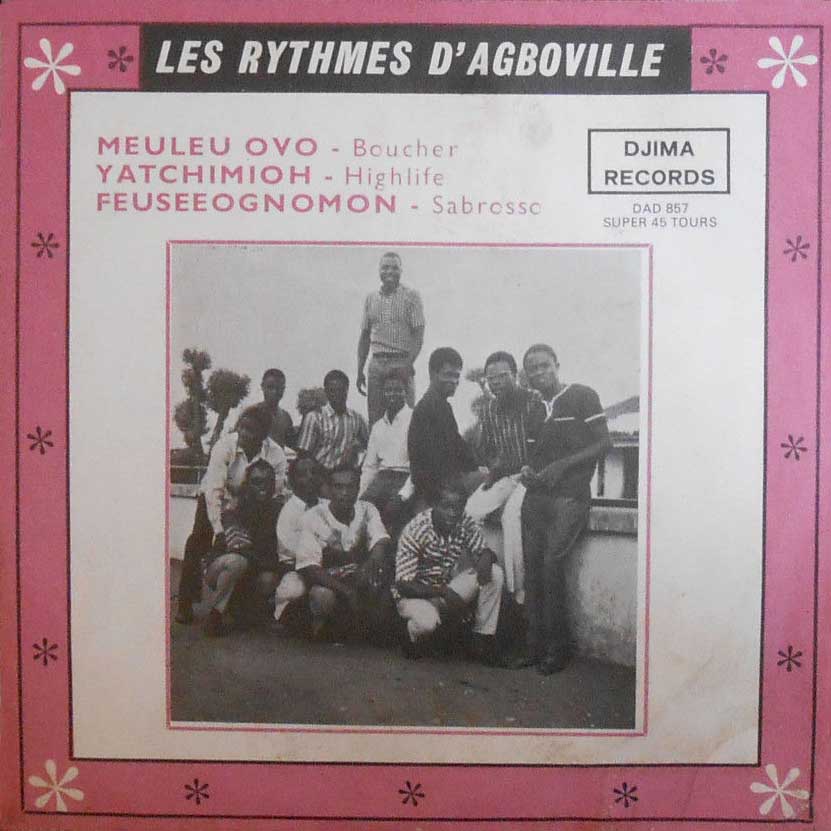 LES RYTHMES D'AGBOVILLE
MEULEU OVO - Boucher
YATCHIMIOH - Highlife
FEUSEEOGNOMON - Sabrosso
DJIMA
RECORDS
DAD 857
SUPER 45 TOURS